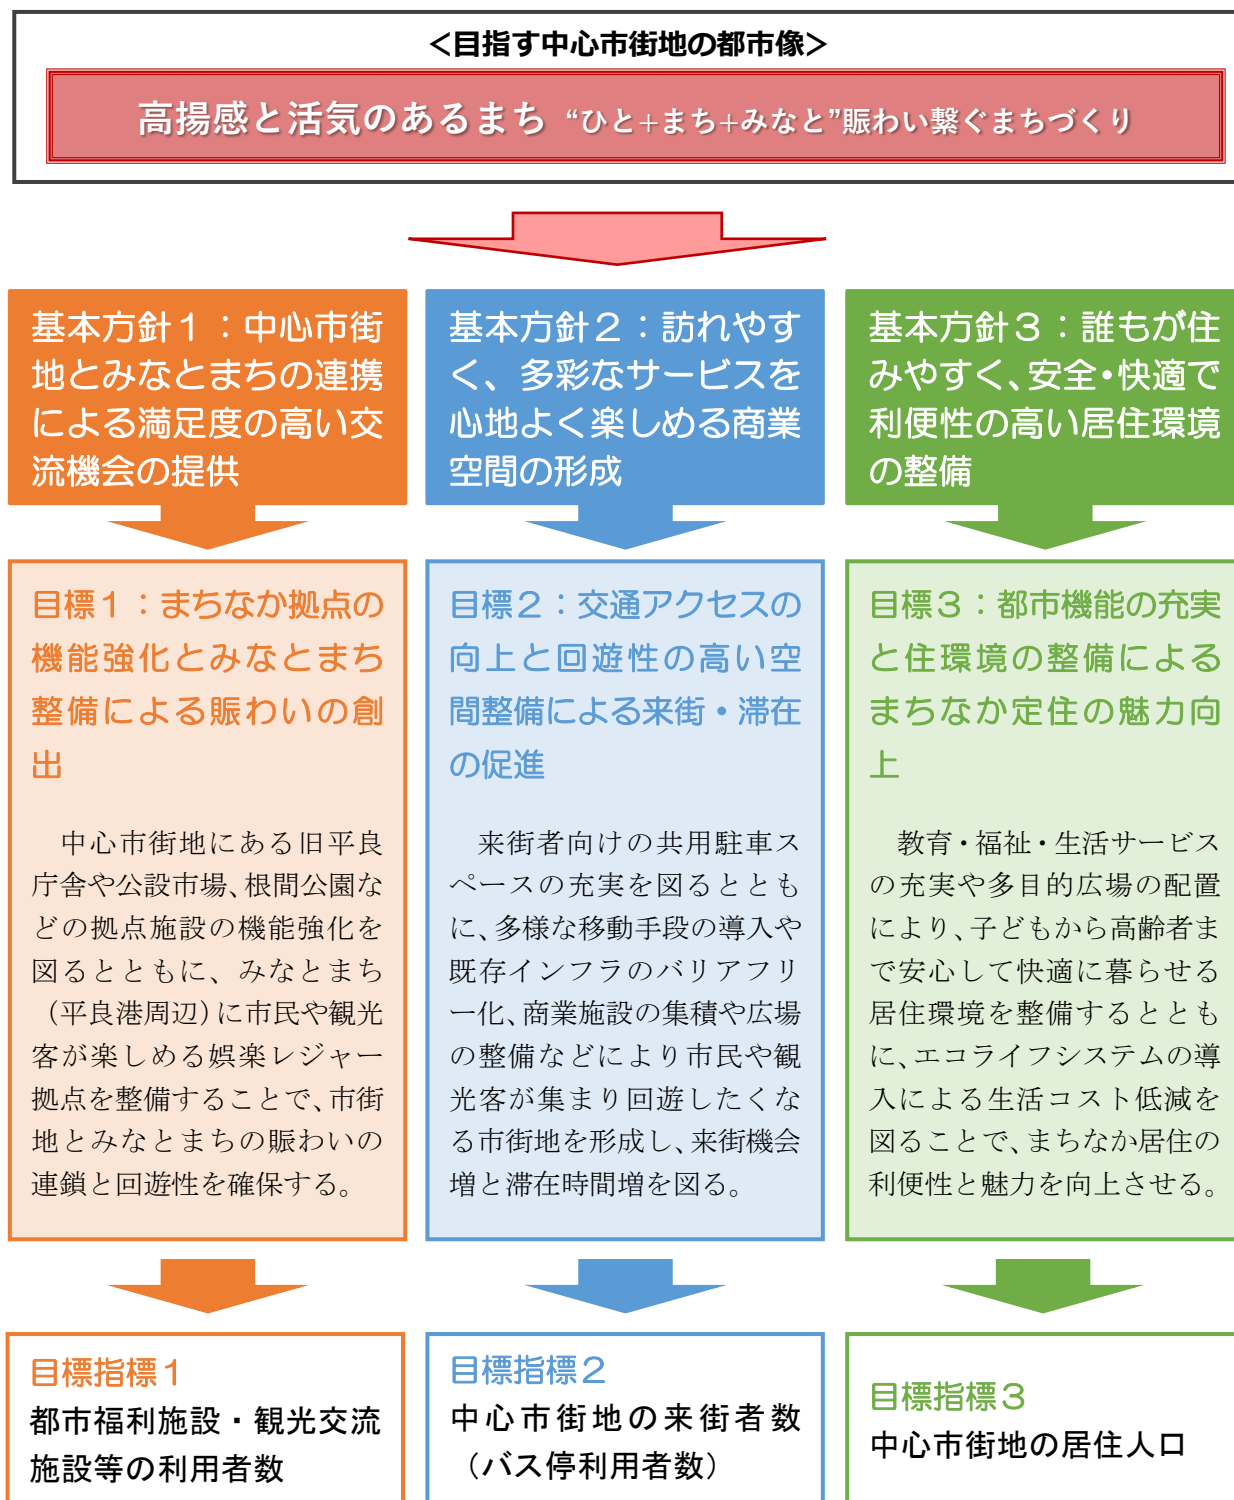 <目指す中心市街地の都市像>
高揚感と活気のあるまち “ひと+まち+みなと”賑わい繋ぐまちづくり
基本方針1:中心市街
地とみなとまちの連携
による満足度の高い交
流機会の提供
基本方針2:訪れやす
く、多彩なサービスを
心地よく楽しめる商業
空間の形成
基本方針3:誰もが住
みやすく、安全・快適で
利便性の高い居住環境
の整備
目標1:まちなか拠点の
機能強化とみなとまち
整備による賑わいの創
出
中心市街地にある旧平良
庁舎や公設市場、根間公園な
どの拠点施設の機能強化を
図るとともに、みなとまち
(平良港周辺)に市民や観光
客が楽しめる娯楽レジャー
拠点を整備することで、市街
地とみなとまちの賑わいの
連鎖と回遊性を確保する。
目標2:交通アクセスの
向上と回遊性の高い空
間整備による来街・滞在
の促進
来街者向けの共用駐車ス
ペースの充実を図るととも
に、多様な移動手段の導入や
既存インフラのバリアフリ
ー化、商業施設の集積や広場
の整備などにより市民や観
光客が集まり回遊したくな
る市街地を形成し、来街機会
増と滞在時間増を図る。
目標3:都市機能の充実
と住環境の整備による
まちなか定住の魅力向
上
教育・福祉・生活サービス
の充実や多目的広場の配置
により、子どもから高齢者ま
で安心して快適に暮らせる
居住環境を整備するととも
に、エコライフシステムの導
入による生活コスト低減を
図ることで、まちなか居住の
利便性と魅力を向上させる。
目標指標1
都市福利施設・観光交流
施設等の利用者数
目標指標2
中心市街地の来街者数
(バス停利用者数)
目標指標3
中心市街地の居住人口